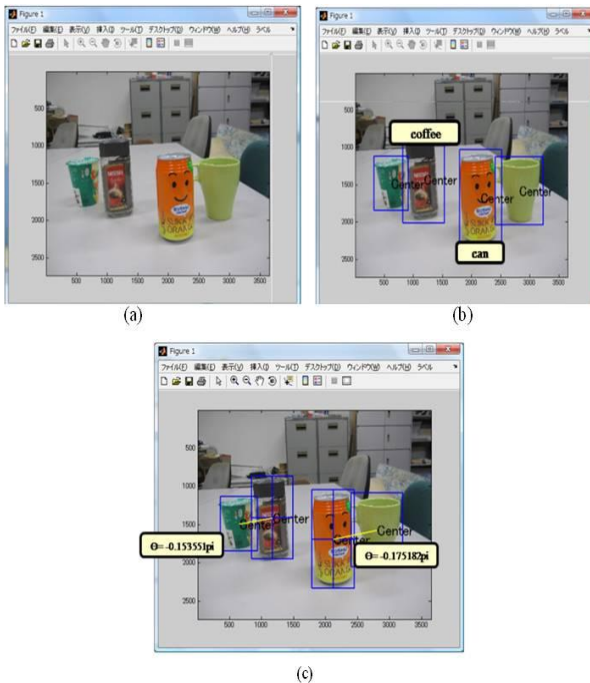 Figure 1
ファイル(F) 編集(E) 表示(V) 挿入(I) ツール(T) デスクトップ(D) ウィンドウ(W) ヘルプ(H) ラベル
500
1000
1500
2000
2500
500 1000 1500 2000 2500 3000 3500
(a)
Figure 1
ファイル(F) 編集(E) 表示(V) 挿入(I) ツール(T) デスクトップ(D) ウィンドウ(W) ヘルプ(H) ラベル
500
1000
1500
2000
2500
coffee
Center Center Center Center
can
500 1000 1500 2000 2500 3000 3500
(b)
Figure 1
ファイル(F) 編集(E) 表示(V) 挿入(I) ツール(T) デスクトップ(D) ウィンドウ(W) ヘルプ(H) ラベル
500
1000
1500
2000
2500
Center Center Center Center
Θ= -0.153551pi
Θ= -0.175182pi
500 1000 1500 2000 2500 3000 3500
(c)